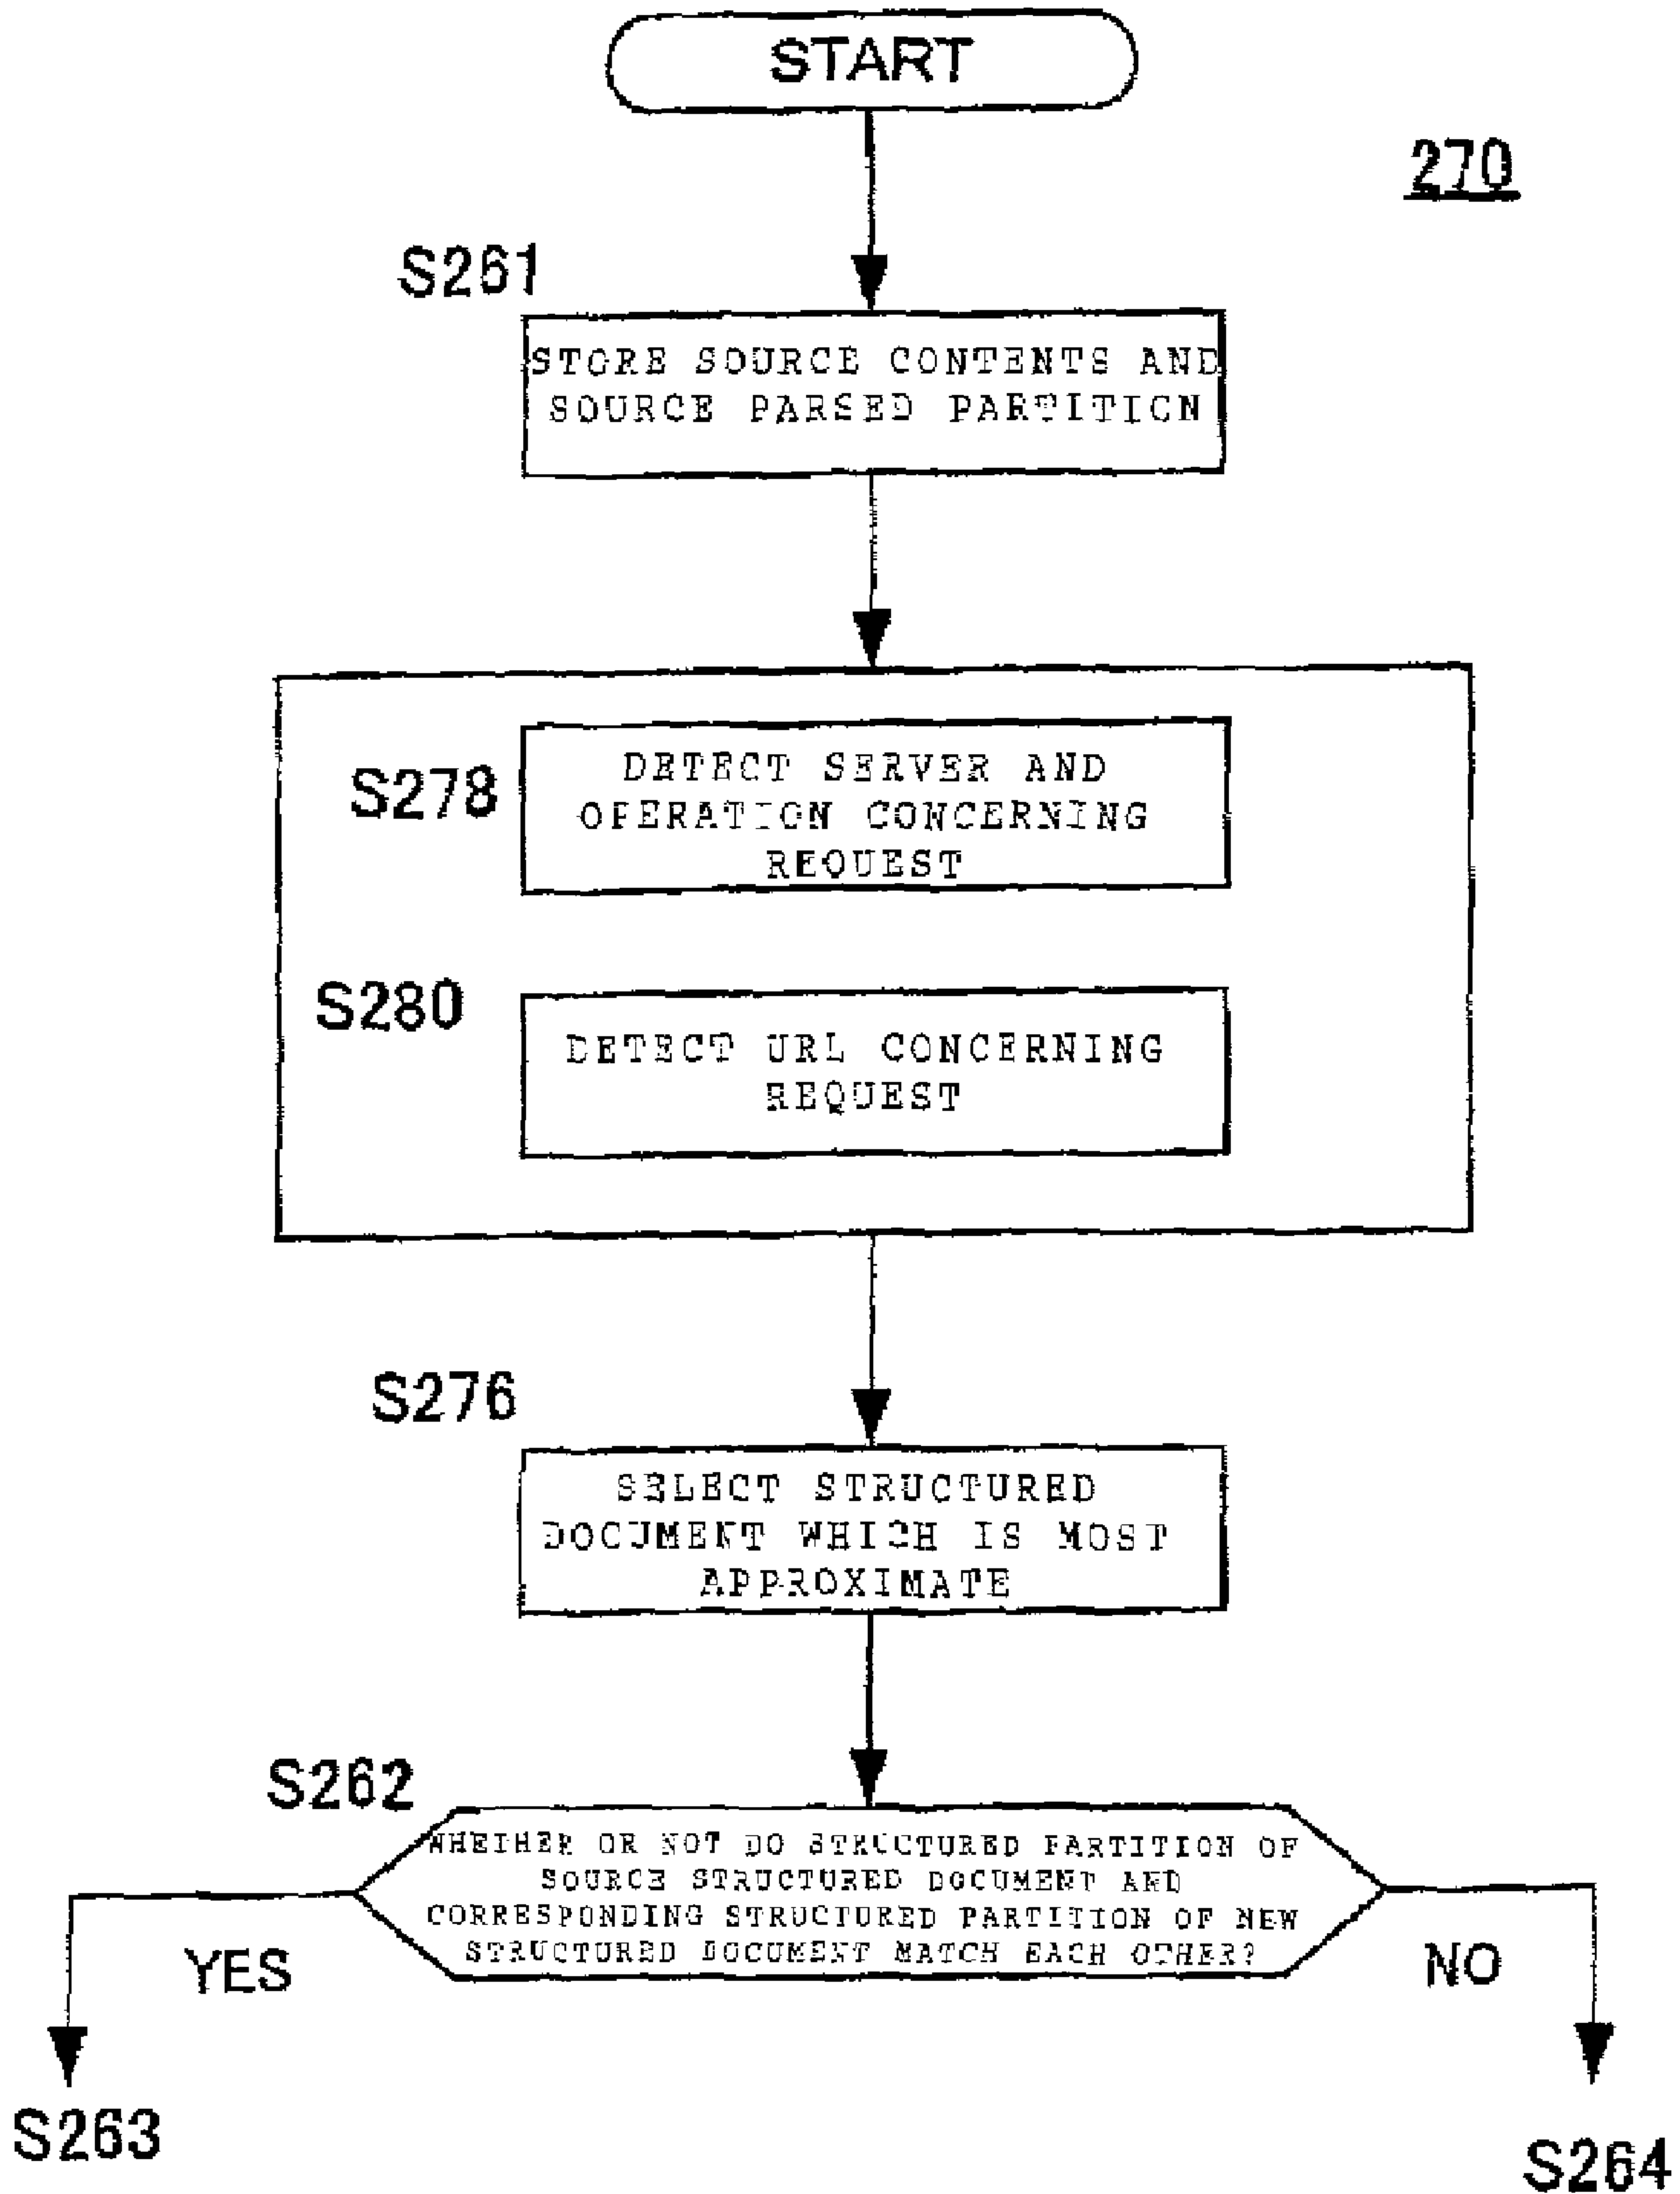 START
270
S261
STORE SOURCE CONTENTS AND
SOURCE PARSED PARTITION
S278
DETECT SERVER AND
OPERATION CONCERNING
REQUEST
S280
DETECT URL CONCERNING
REQUEST
S276
SELECT STRUCTURED
DOCUMENT WHICH IS MOST
APPROXIMATE
S262
WHETHER OR NOT DO STRUCTURED PARTITION OF
SOURCE STRUCTURED DOCUMENT AND
CORRESPONDING STRUCTURED PARTITION OF NEW
STRUCTURED DOCUMENT MATCH EACH OTHER?
YES
NO
S263
S264